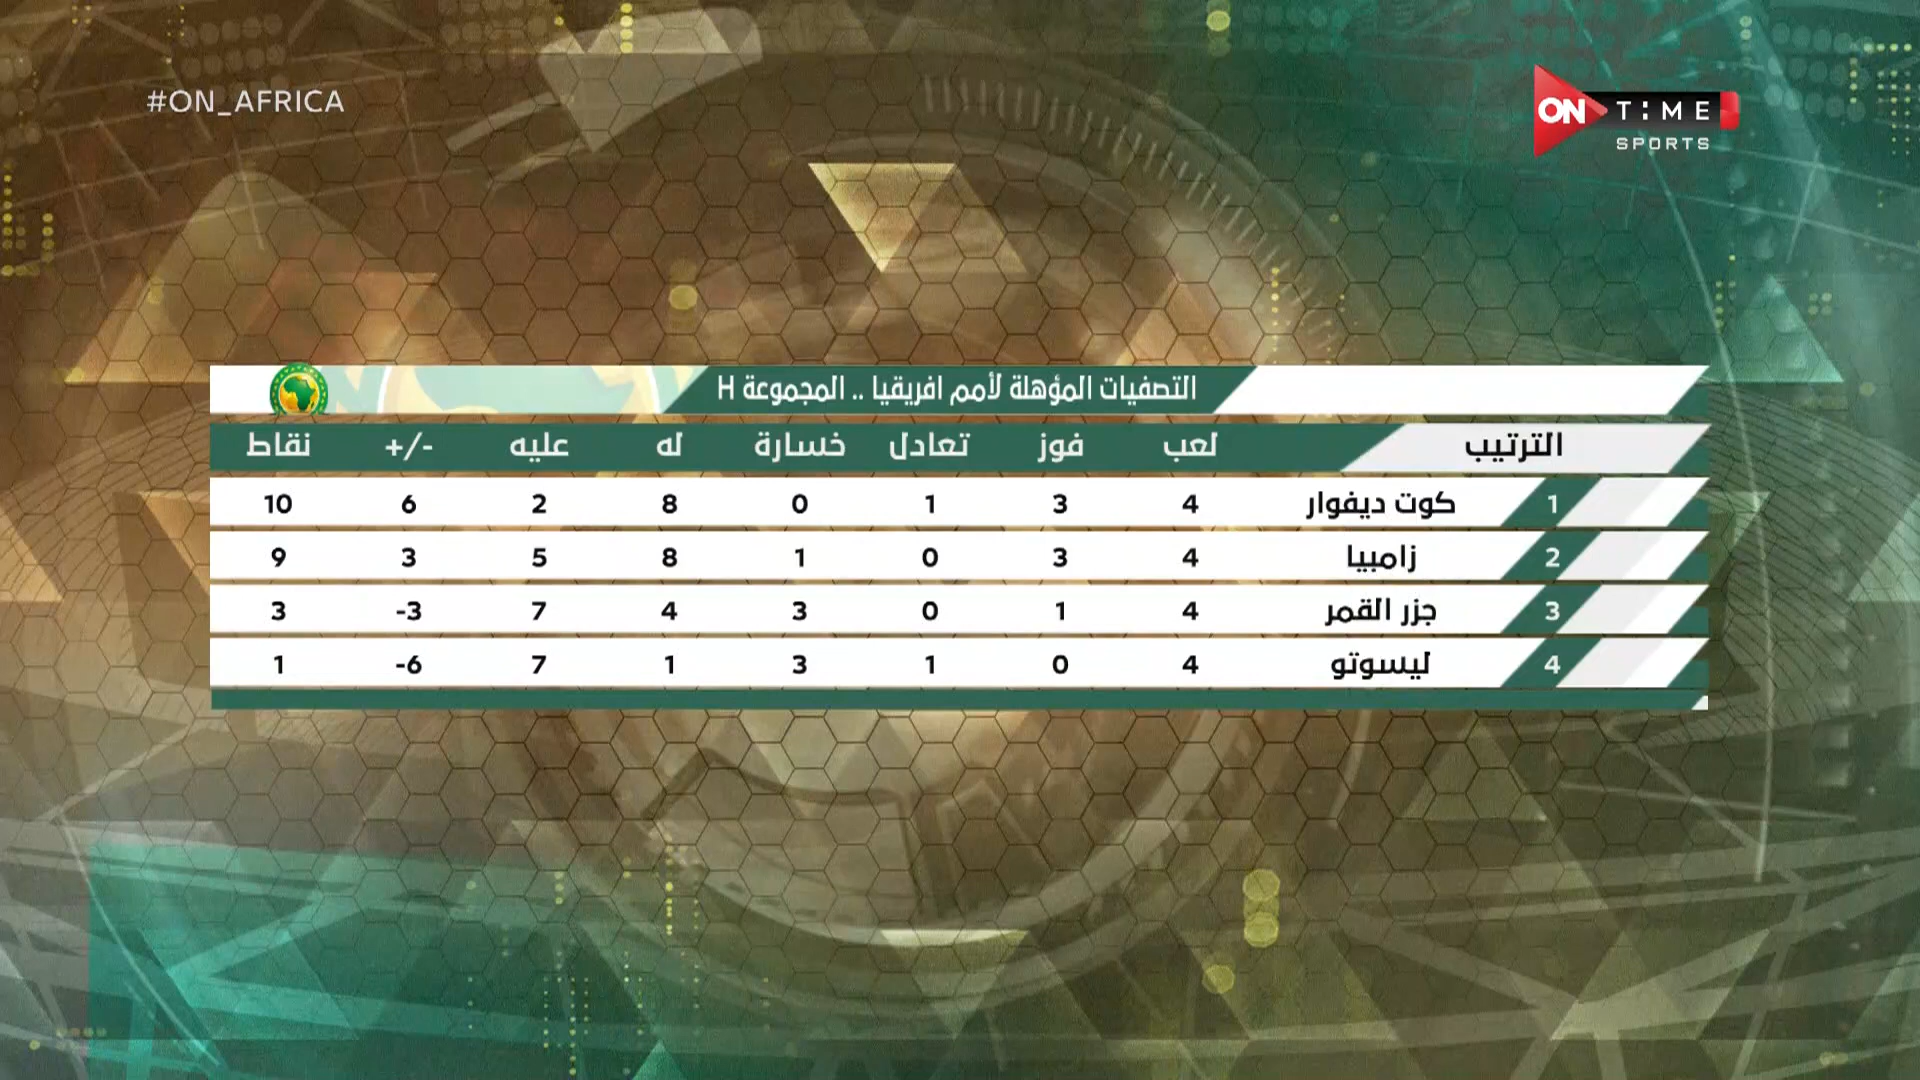 #ON_AFRICA
ON TIME
SPORTS
التصفيات المؤهلة لأمم افريقيا .. المجموعة H
الترتيب لعب فوز تعادل خسارة له عليه +/- نقاط
1 كوت ديفوار 4 3 1 0 8 2 6 10
2 زامبيا 4 3 0 1 8 5 3 9
3 جزر القمر 4 1 0 3 4 7 -3 3
4 ليسوتو 4 0 1 3 1 7 -6 1